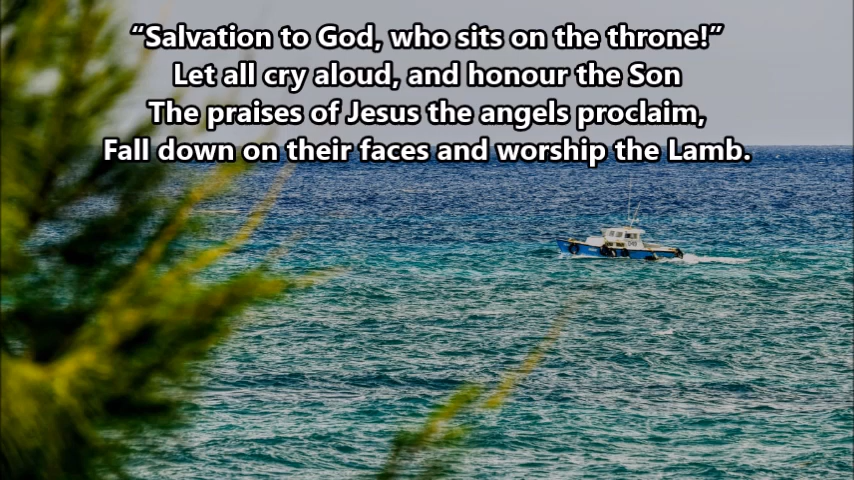 “Salvation to God, who sits on the throne!”
Let all cry aloud, and honour the Son
The praises of Jesus the angels proclaim,
Fall down on their faces and worship the Lamb.